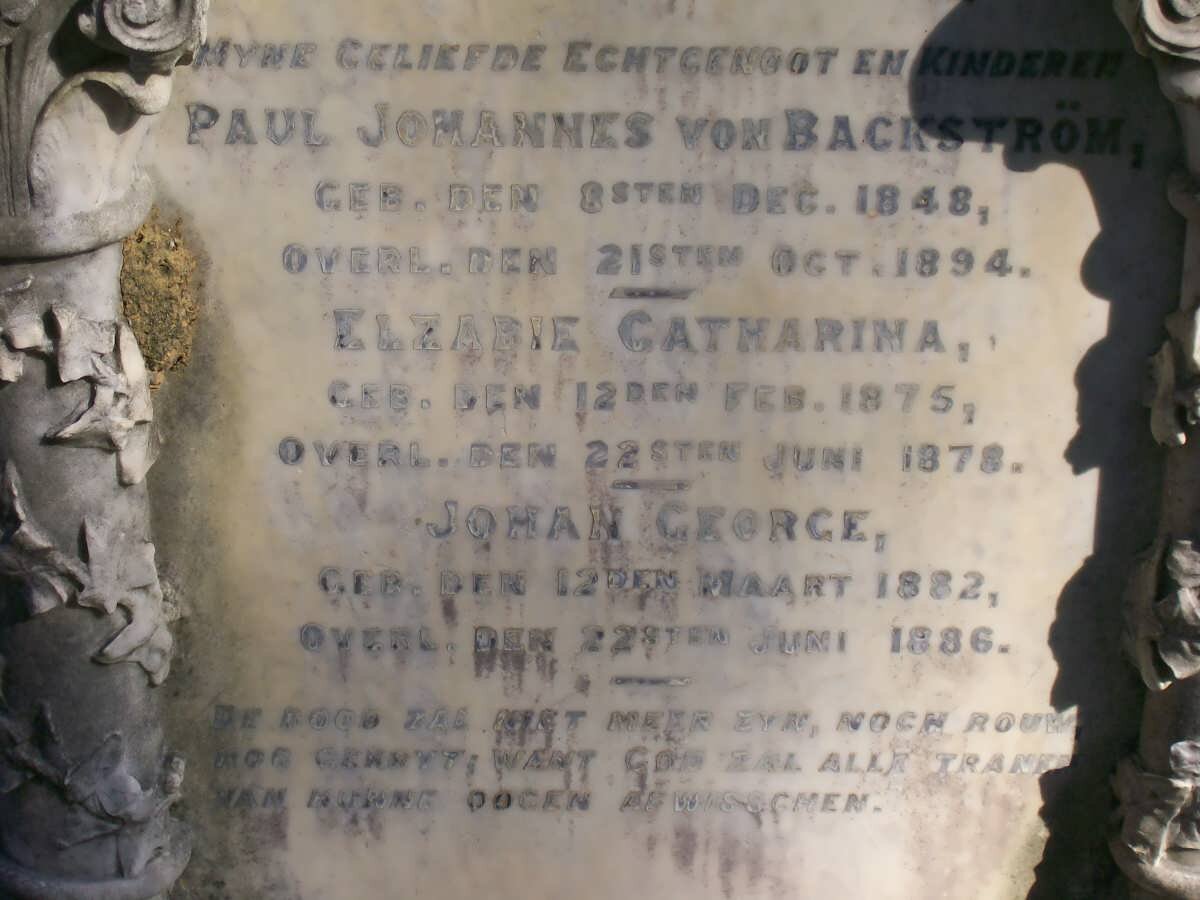 MYNE GELIEFDE ECHTGENOOT EN KINDEREN
PAUL JOHANNES VON BACKSTRÖM,
GEB. DEN 8STEN DEC. 1848,
OVERL. DEN 21STEN OCT. 1894.
ELZABIE CATHARINA,
GEB. DEN 12DEN FEB. 1875,
OVERL. DEN 22STEN JUNI 1878.
JOHAN GEORGE,
GEB. DEN 12DEN MAART 1882,
OVERL. DEN 22STEN JUNI 1886.
DE DOOD ZAL NIET MEER ZYN, NOCH ROUW,
NOG GEKRYT; WANT GOD ZAL ALLE TRANEN
VAN HUNNE OOGEN AFWISSCHEN.